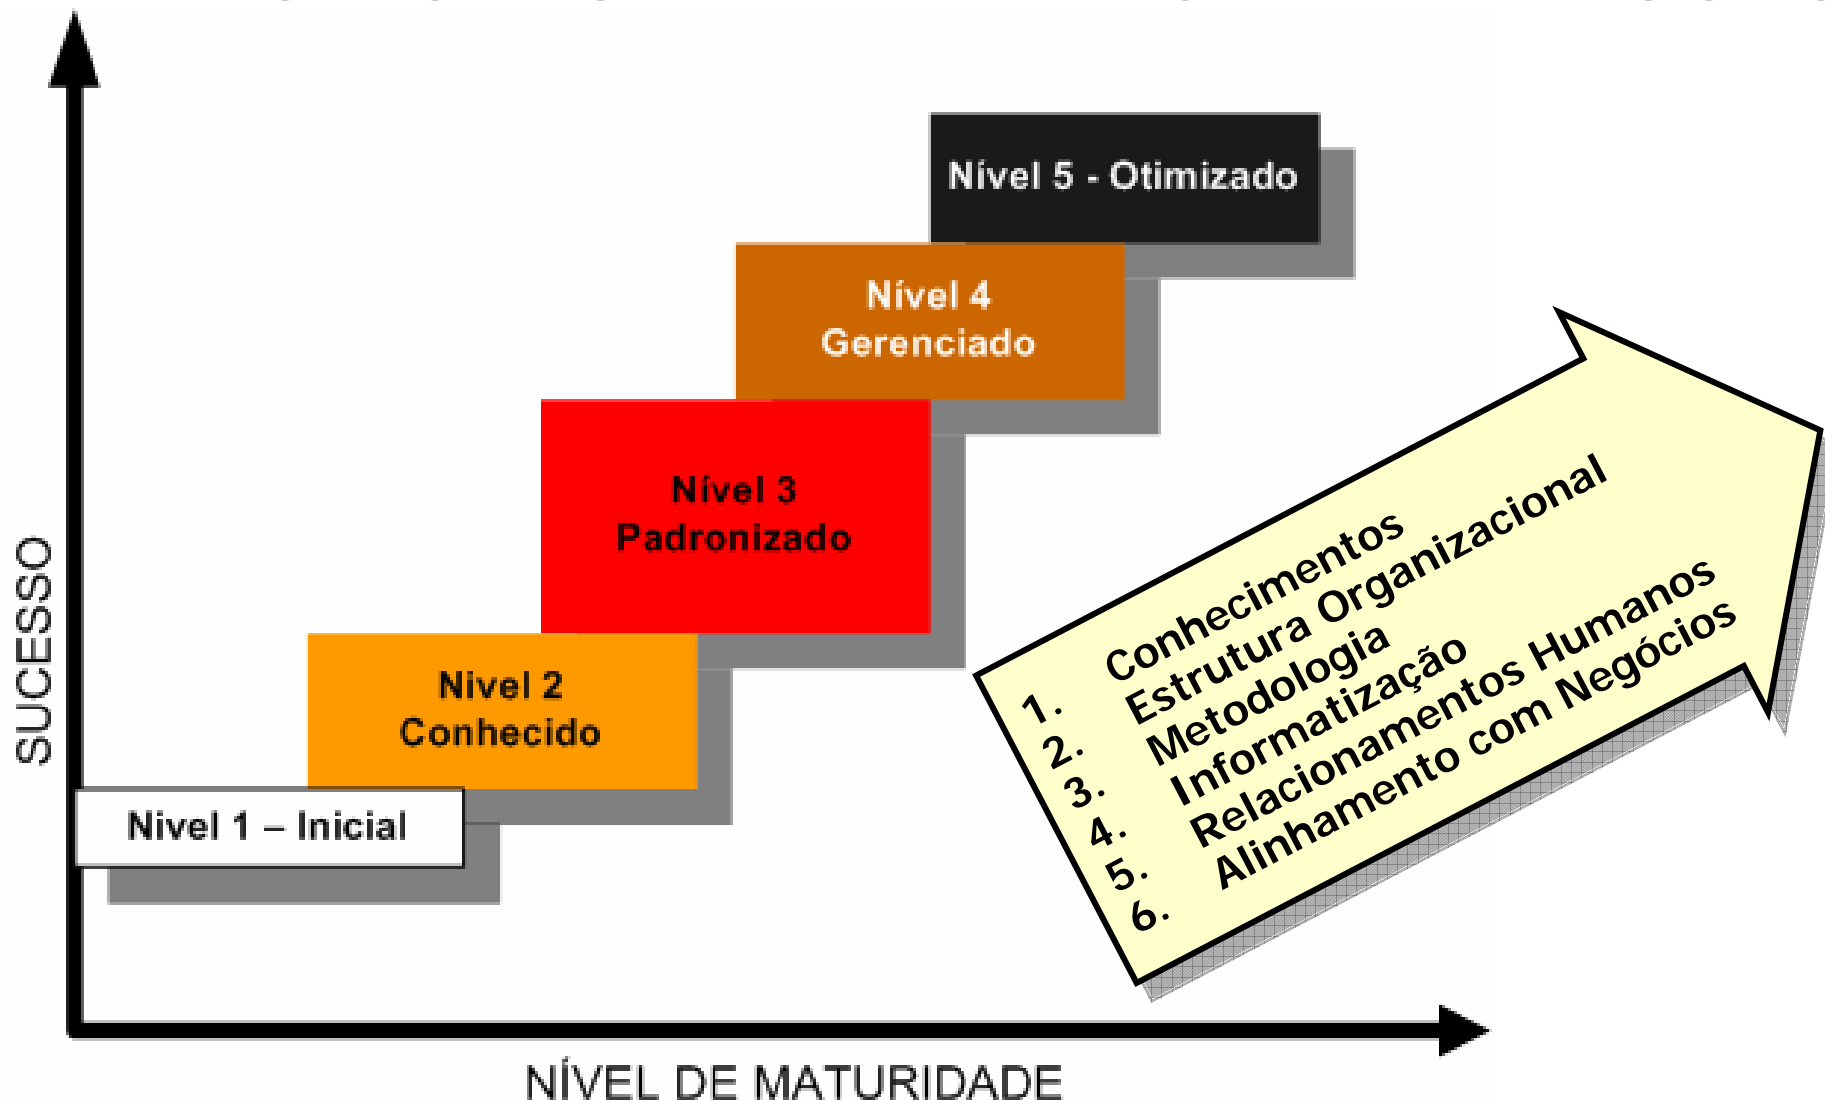 Nível 5 - Otimizado
Nível 4
Gerenciado
Nível 3
Padronizado
Nivel 2
Conhecido
Nivel 1 – Inicial
SUCESSO
NÍVEL DE MATURIDADE
1. Conhecimentos
2. Estrutura Organizacional
3. Metodologia
4. Informatização
5. Relacionamentos Humanos
6. Alinhamento com Negócios